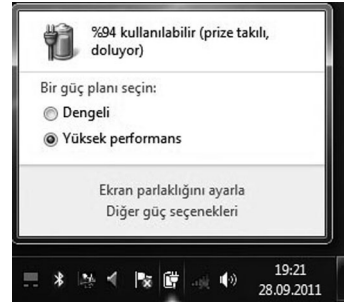 %94 kullanılabilir (prize takılı,
doluyor)
Bir güç planı seçin:
Dengeli
Yüksek performans
Ekran parlaklığını ayarla
Diğer güç seçenekleri
19:21
28.09.2011